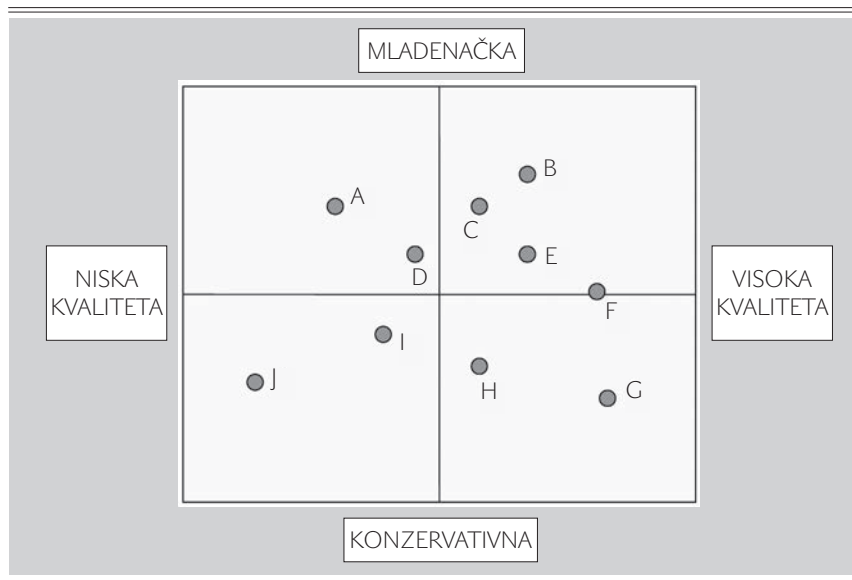 MLADENAČKA
B
A
C
E
D
NISKA
KVALITETA
VISOKA
KVALITETA
F
I
J
H
G
KONZERVATIVNA